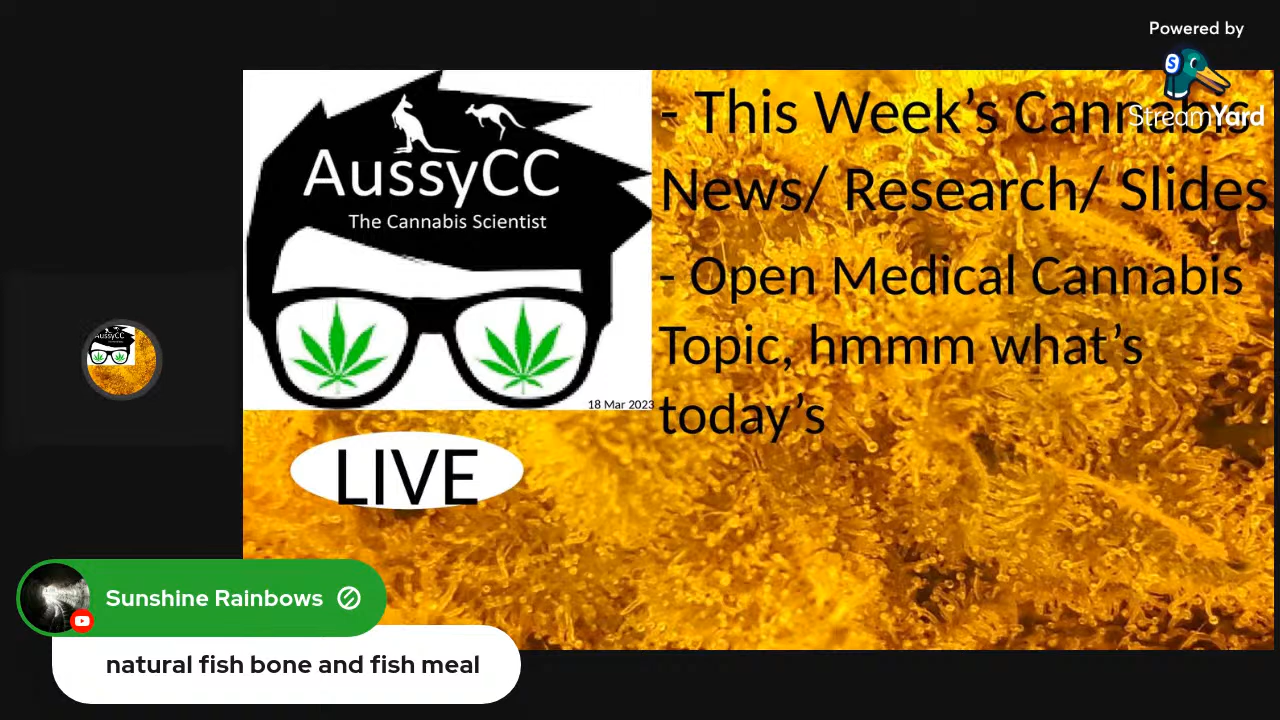 Powered by
StreamYard
AussyCC
The Cannabis Scientist
18 Mar 2023
- This Week’s Cannabis
News/ Research/ Slides
- Open Medical Cannabis
Topic, hmmm what’s
today’s
LIVE
AussyCC
Sunshine Rainbows
natural fish bone and fish meal